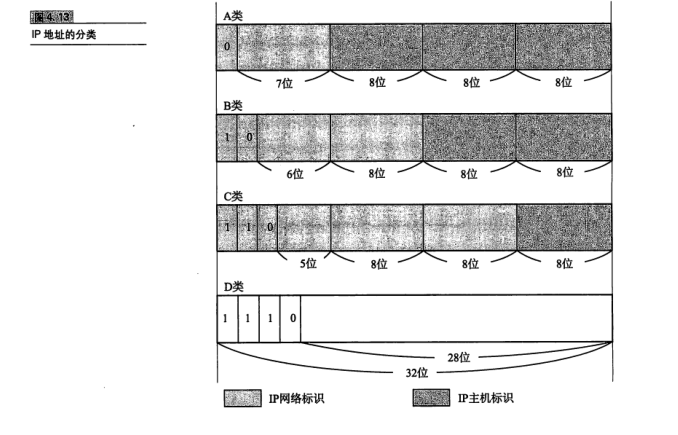 图4.13
IP 地址的分类
A类
0
7位 8位 8位 8位
B类
1 0
6位 8位 8位 8位
C类
1 1 0
5位 8位 8位 8位
D类
1 1 1 0
28位
32位
IP网络标识 IP主机标识